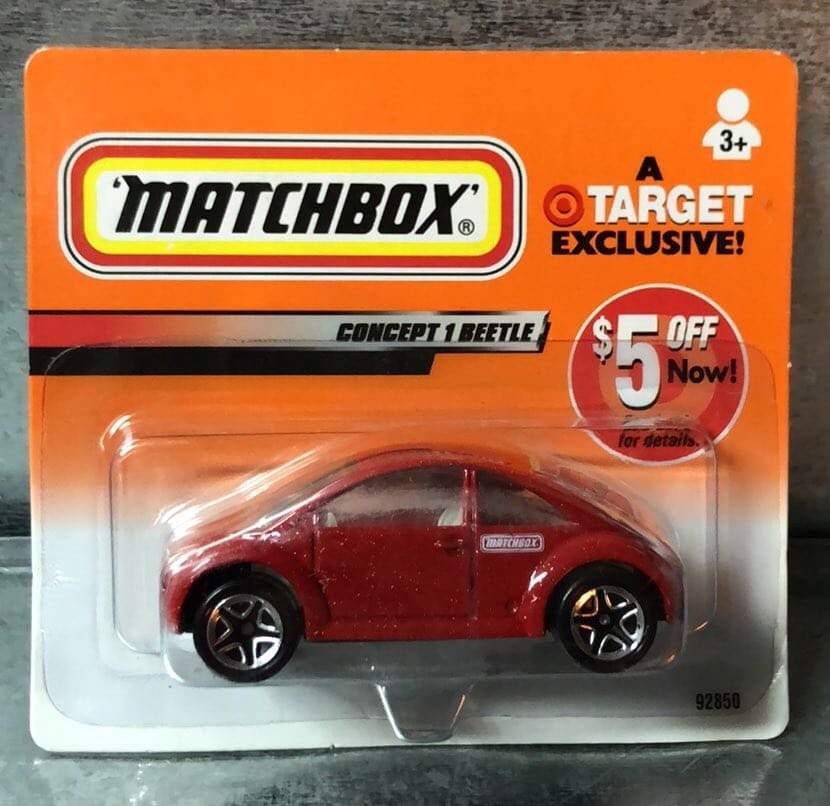 3+
'MATCHBOX'®
A
TARGET
EXCLUSIVE!
CONCEPT 1 BEETLE
$5 OFF
Now!
for details.
MATCHBOX
92850